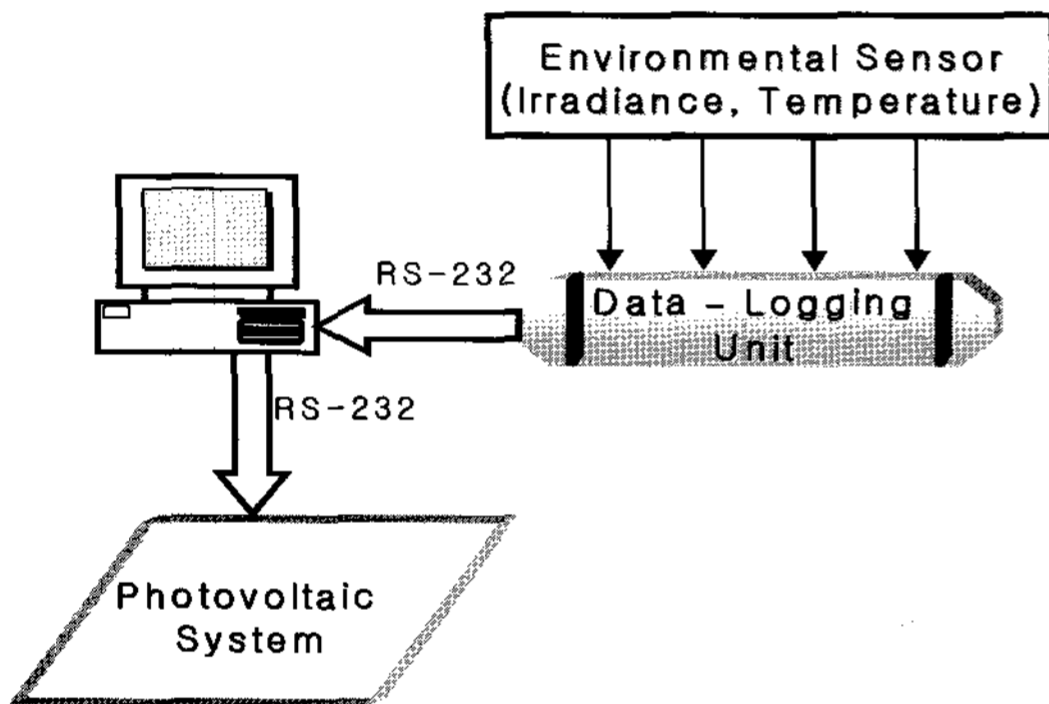 Environmental Sensor
(Irradiance, Temperature)
RS-232
Data - Logging
Unit
RS-232
Photovoltaic
System